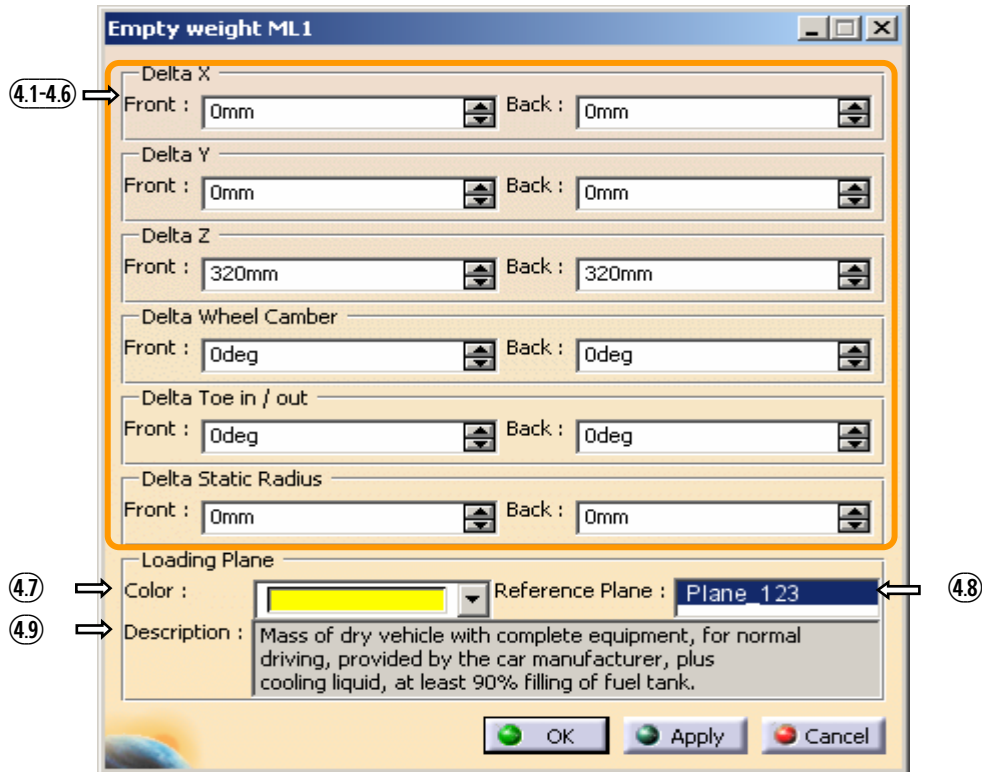 Empty weight ML1
Delta X
4.1-4.6
Front : 0mm Back : 0mm
Delta Y
Front : 0mm Back : 0mm
Delta Z
Front : 320mm Back : 320mm
Delta Wheel Camber
Front : 0deg Back : 0deg
Delta Toe in / out
Front : 0deg Back : 0deg
Delta Static Radius
Front : 0mm Back : 0mm
Loading Plane
4.7 Color : Reference Plane : Plane_123 4.8
4.9 Description : Mass of dry vehicle with complete equipment, for normal
driving, provided by the car manufacturer, plus
cooling liquid, at least 90% filling of fuel tank.
OK Apply Cancel